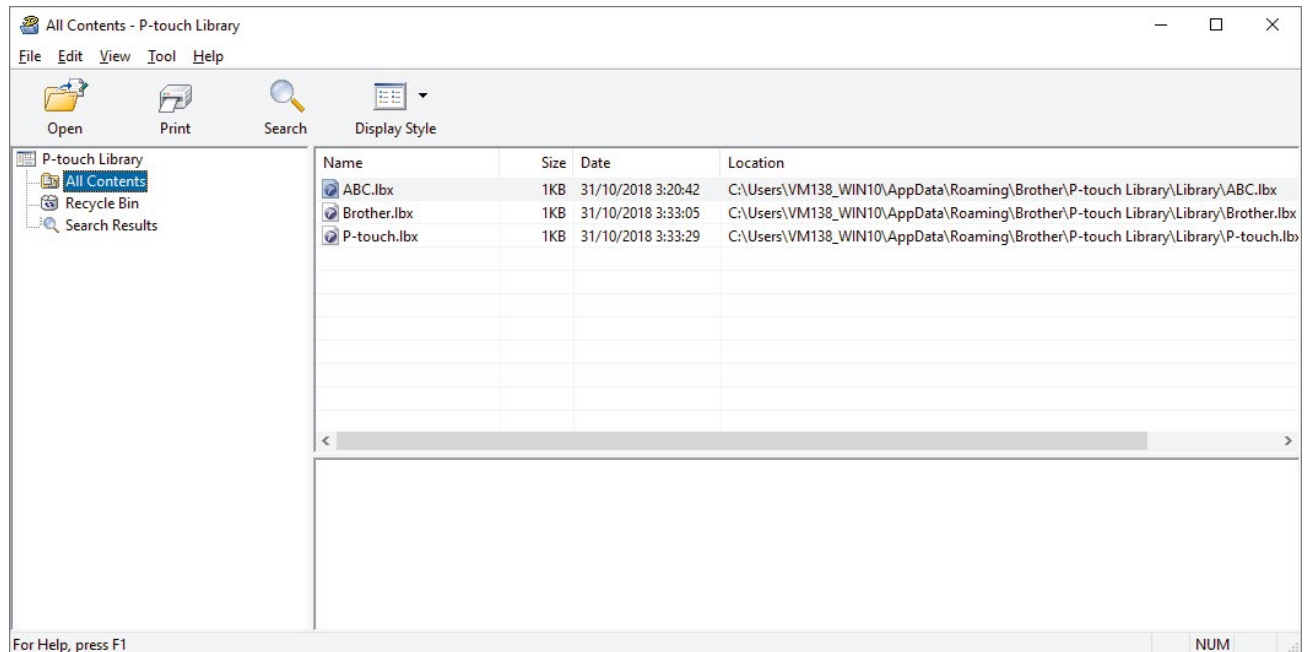 All Contents - P-touch Library
File Edit View Tool Help
Open Print Search Display Style
P-touch Library
All Contents
Recycle Bin
Search Results
Name Size Date Location
ABC.lbx 1KB 31/10/2018 3:20:42 C:\Users\VM138_WIN10\AppData\Roaming\Brother\P-touch Library\Library\ABC.lbx
Brother.lbx 1KB 31/10/2018 3:33:05 C:\Users\VM138_WIN10\AppData\Roaming\Brother\P-touch Library\Library\Brother.lbx
P-touch.lbx 1KB 31/10/2018 3:33:29 C:\Users\VM138_WIN10\AppData\Roaming\Brother\P-touch Library\Library\P-touch.lbx
For Help, press F1 NUM